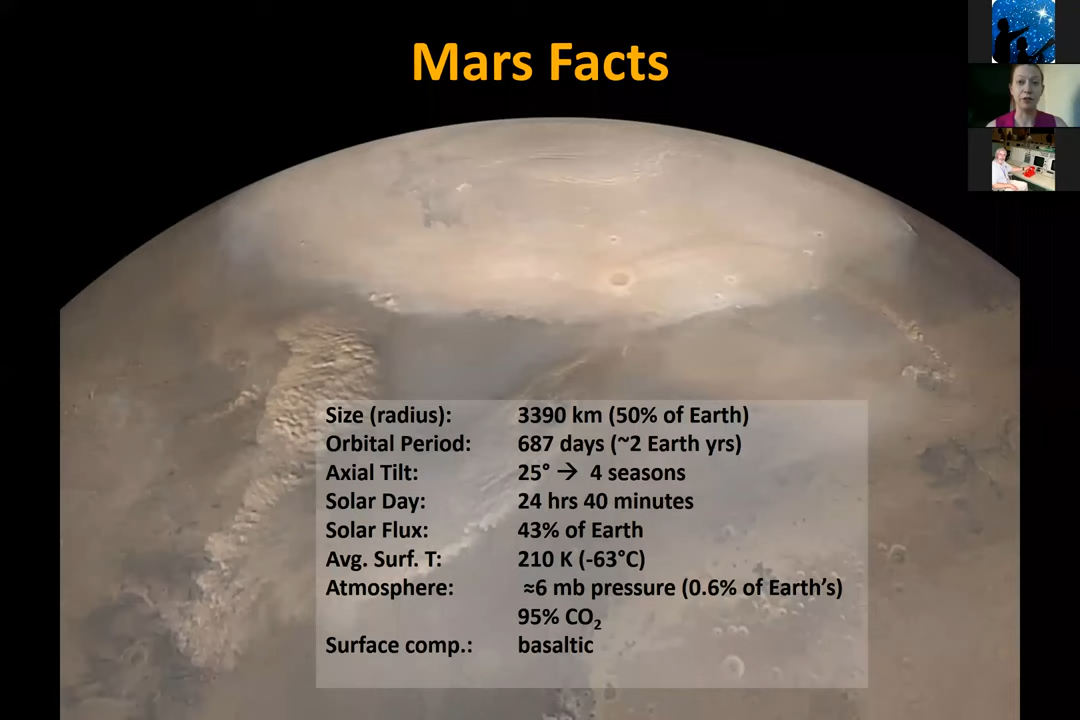 Mars Facts
Size (radius): 3390 km (50% of Earth)
Orbital Period: 687 days (~2 Earth yrs)
Axial Tilt: 25° → 4 seasons
Solar Day: 24 hrs 40 minutes
Solar Flux: 43% of Earth
Avg. Surf. T: 210 K (-63°C)
Atmosphere: ≈6 mb pressure (0.6% of Earth’s)
95% CO₂
Surface comp.: basaltic